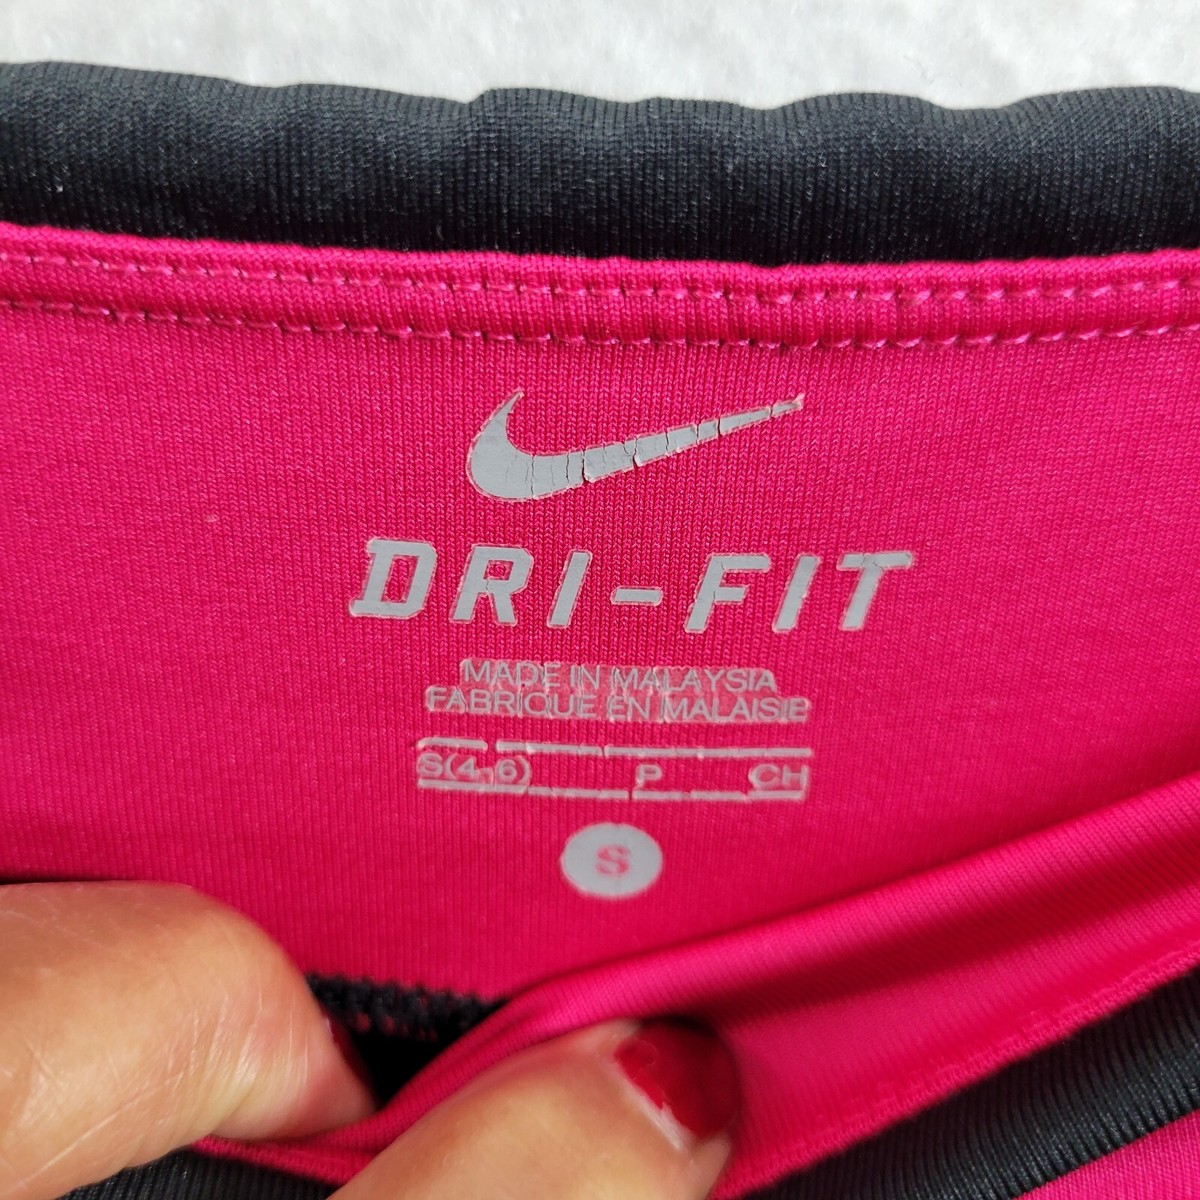 DRI-FIT
MADE IN MALAYSIA
FABRIQUE EN MALAISIE
S(4-6) P CH
S